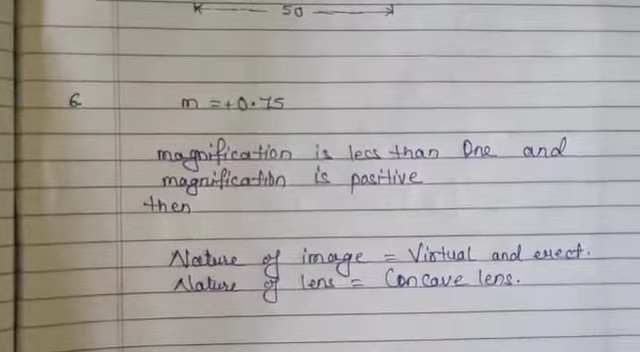 50
6. m = +0.75
magnification is less than One and
magnification is positive
then
Nature of image = Virtual and erect.
Nature of lens = Concave lens.